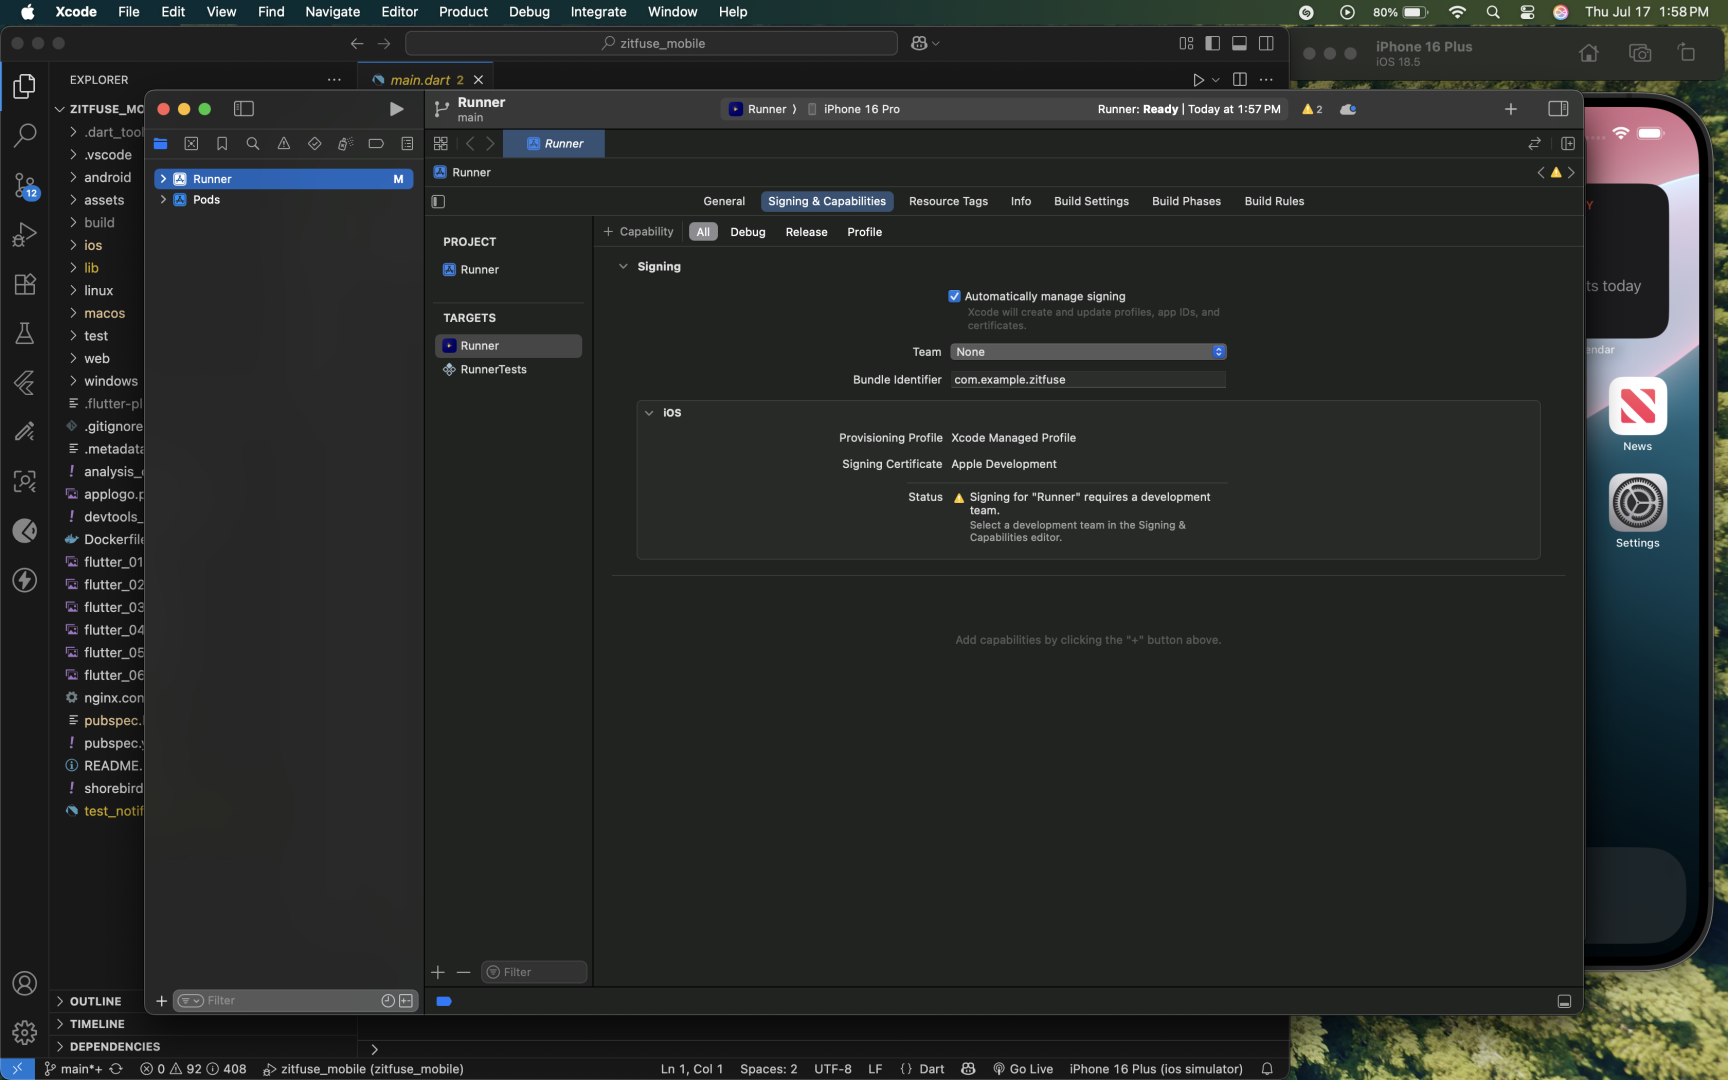 Xcode File Edit View Find Navigate Editor Product Debug Integrate Window Help
80% Thu Jul 17 1:58 PM
zitfuse_mobile
iPhone 16 Plus
iOS 18.5
EXPLORER
main.dart 2
ZITFUSE_MO
.dart_tool
.vscode
android
assets
build
ios
lib
linux
macos
test
web
windows
.flutter-pl
.gitignore
.metadata
analysis_
applogo.p
devtools_
Dockerfile
flutter_01
flutter_02
flutter_03
flutter_04
flutter_05
flutter_06
nginx.con
pubspec.
pubspec.y
README.
shorebird
test_notif
12
OUTLINE
TIMELINE
DEPENDENCIES
Runner
main
Runner
iPhone 16 Pro
Runner: Ready | Today at 1:57 PM
2
Runner
Runner M
Pods
Filter
Runner
General Signing & Capabilities Resource Tags Info Build Settings Build Phases Build Rules
+ Capability All Debug Release Profile
PROJECT
Runner
TARGETS
Runner
RunnerTests
Filter
Signing
Automatically manage signing
Xcode will create and update profiles, app IDs, and
certificates.
Team None
Bundle Identifier com.example.zitfuse
iOS
Provisioning Profile Xcode Managed Profile
Signing Certificate Apple Development
Status Signing for "Runner" requires a development
team.
Select a development team in the Signing &
Capabilities editor.
Add capabilities by clicking the "+" button above.
Y
ts today
endar
News
Settings
main*+ 0 92 408 zitfuse_mobile (zitfuse_mobile)
Ln 1, Col 1 Spaces: 2 UTF-8 LF {} Dart Go Live iPhone 16 Plus (ios simulator)